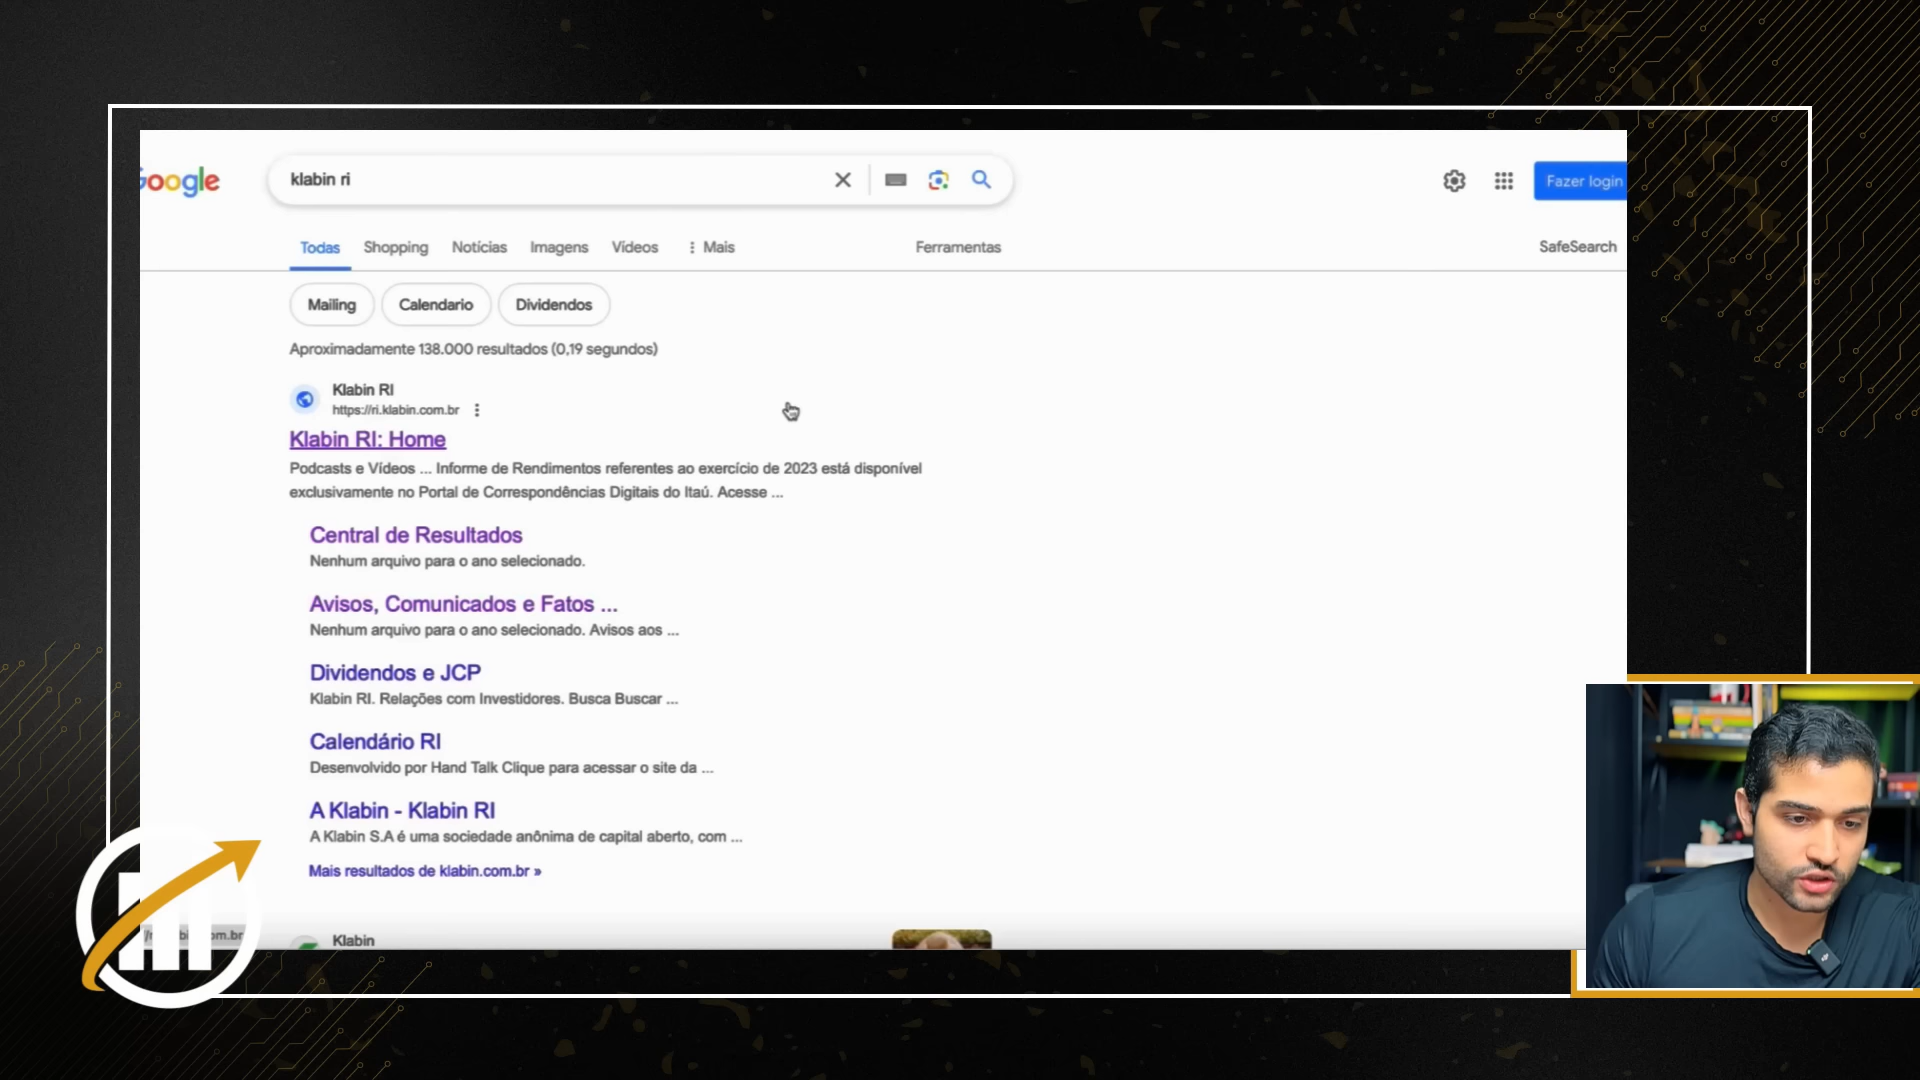 Google
klabin ri
Fazer login
Todas
Shopping
Notícias
Imagens
Vídeos
Mais
Ferramentas
SafeSearch
Mailing
Calendario
Dividendos
Aproximadamente 138.000 resultados (0,19 segundos)
Klabin RI
https://ri.klabin.com.br
Klabin RI: Home
Podcasts e Vídeos ... Informe de Rendimentos referentes ao exercício de 2023 está disponível
exclusivamente no Portal de Correspondências Digitais do Itaú. Acesse ...
Central de Resultados
Nenhum arquivo para o ano selecionado.
Avisos, Comunicados e Fatos ...
Nenhum arquivo para o ano selecionado. Avisos aos ...
Dividendos e JCP
Klabin RI. Relações com Investidores. Busca Buscar ...
Calendário RI
Desenvolvido por Hand Talk Clique para acessar o site da ...
A Klabin - Klabin RI
A Klabin S.A é uma sociedade anônima de capital aberto, com ...
Mais resultados de klabin.com.br »
Klabin